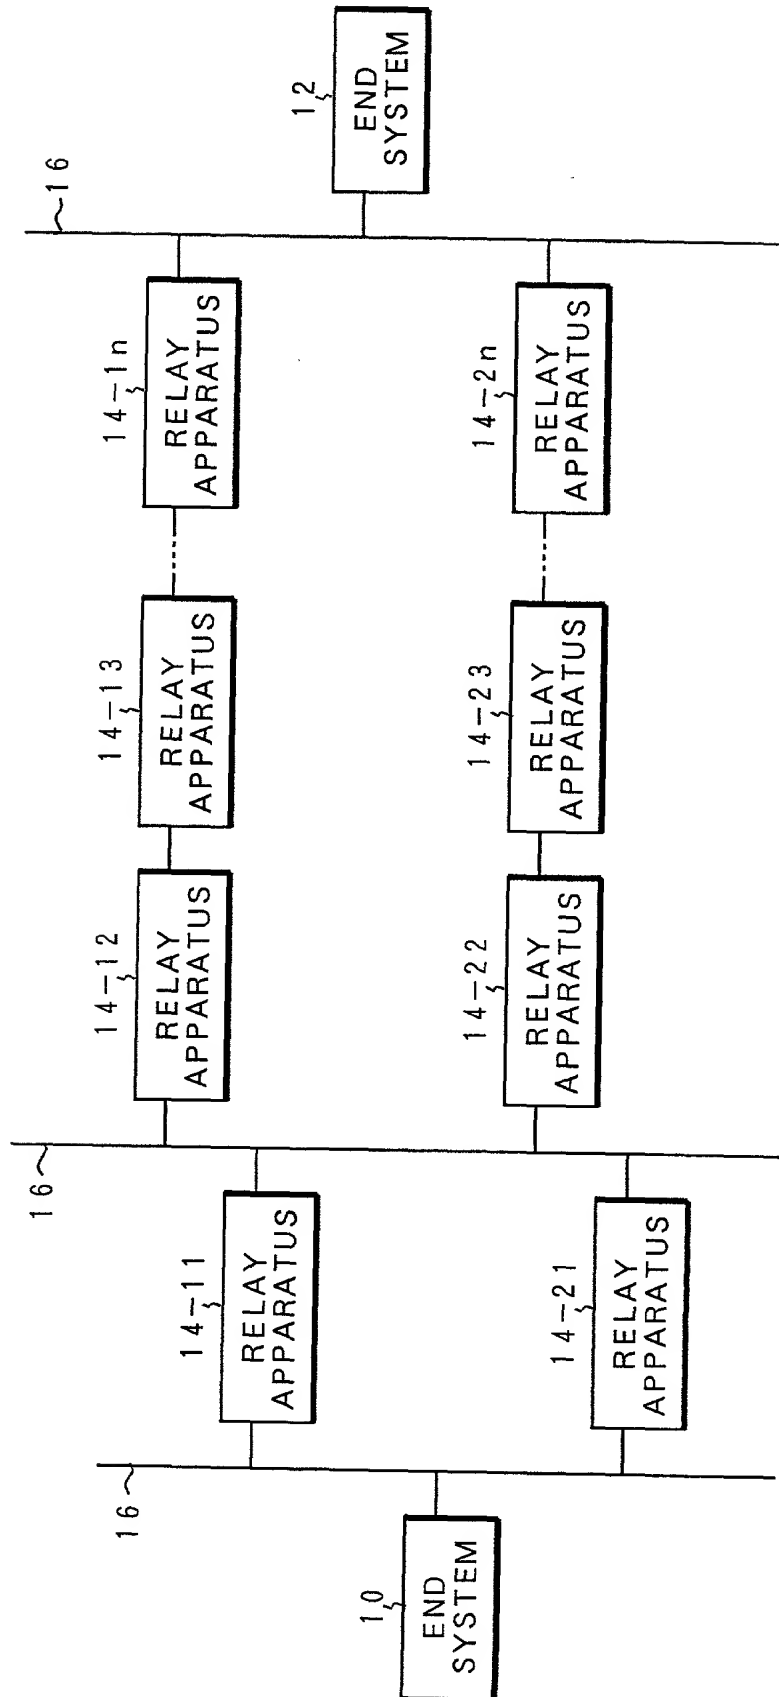 10
END
SYSTEM
16
14-11
RELAY
APPARATUS
14-21
RELAY
APPARATUS
16
14-12
RELAY
APPARATUS
14-22
RELAY
APPARATUS
14-13
RELAY
APPARATUS
14-23
RELAY
APPARATUS
14-1n
RELAY
APPARATUS
14-2n
RELAY
APPARATUS
16
12
END
SYSTEM